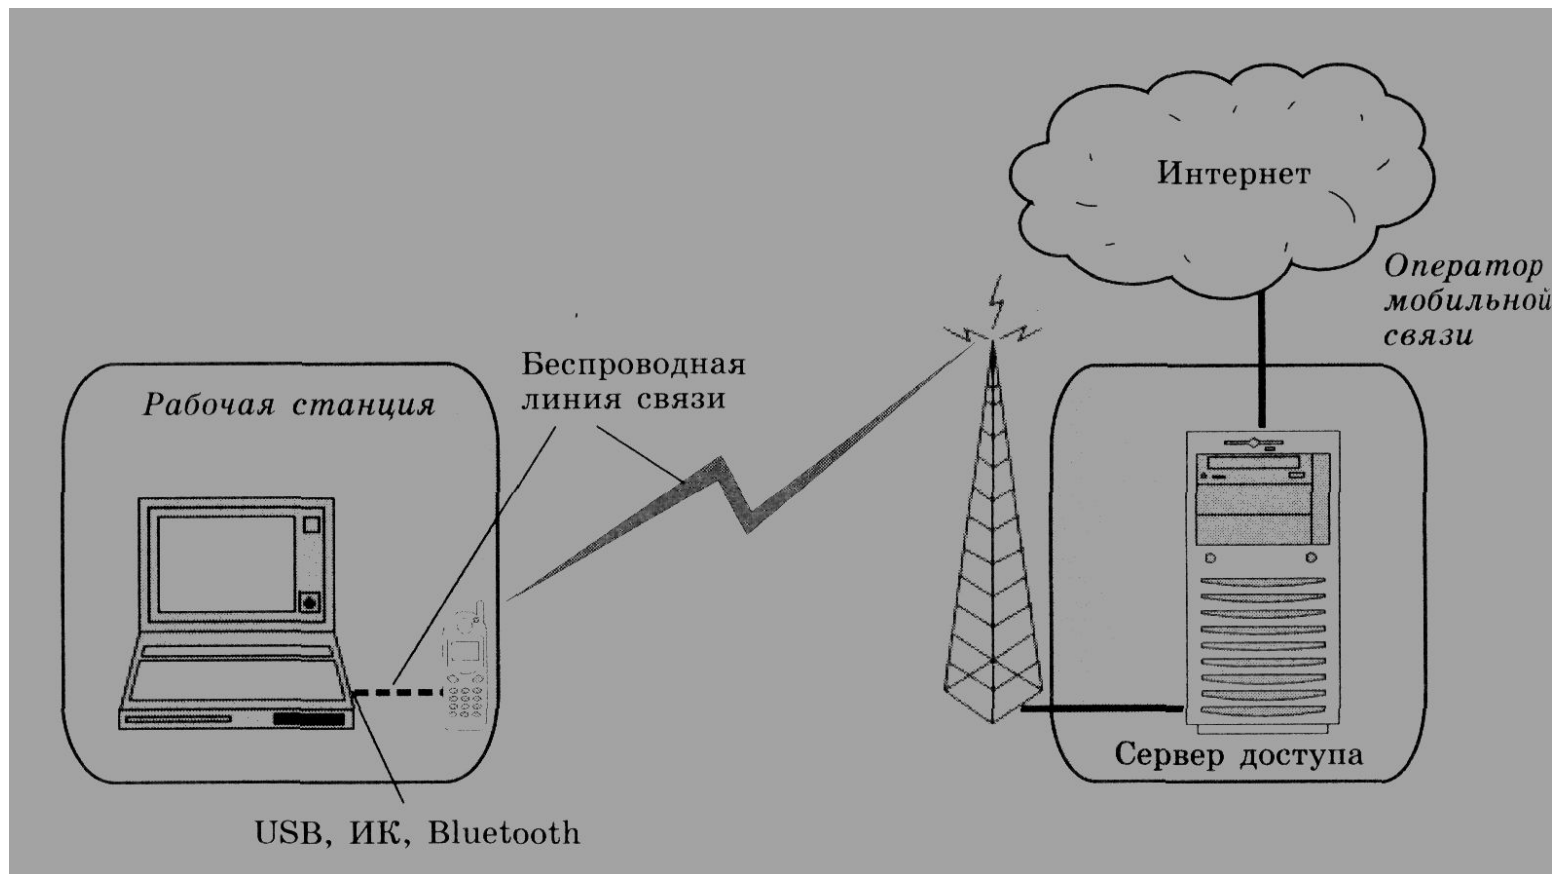 Интернет
Оператор
мобильной
связи
Беспроводная
линия связи
Рабочая станция
Сервер доступа
USB, ИК, Bluetooth